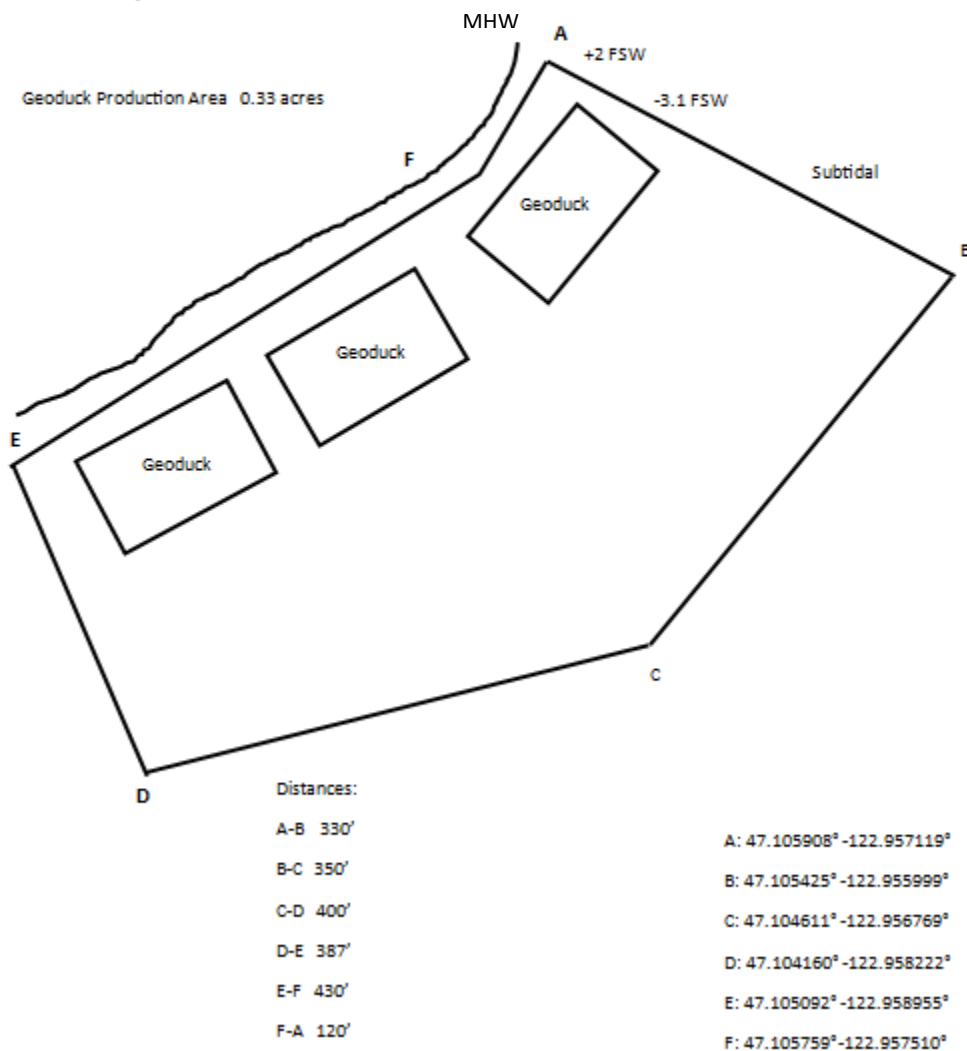 MHW
A
+2 FSW
Geoduck Production Area 0.33 acres
-3.1 FSW
F
Subtidal
Geoduck
B
Geoduck
E
Geoduck
C
D
Distances:
A-B 330'
B-C 350'
C-D 400'
D-E 387'
E-F 430'
F-A 120'
A: 47.105908° -122.957119°
B: 47.105425° -122.955999°
C: 47.104611° -122.956769°
D: 47.104160° -122.958222°
E: 47.105092° -122.958955°
F: 47.105759° -122.957510°